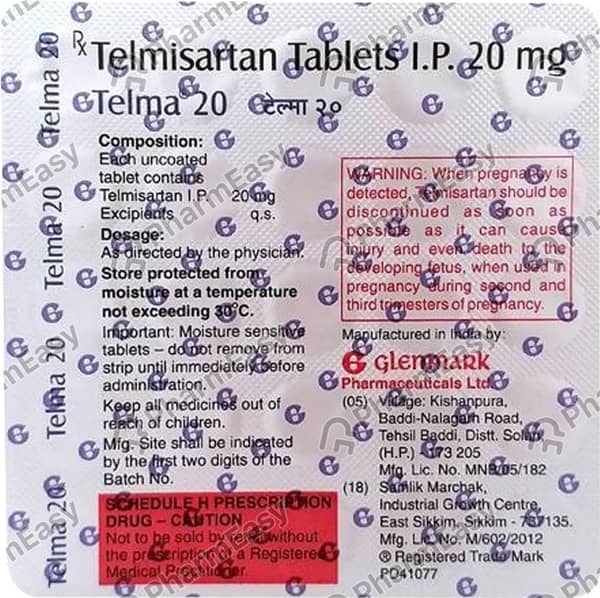 Rx Telmisartan Tablets I.P. 20 mg
Telma® 20 टेल्मा २०
Composition:
Each uncoated
tablet contains
Telmisartan I.P. 20 mg
Excipients q.s.
Dosage:
As directed by the physician.
Store protected from
moisture at a temperature
not exceeding 30°C.
Important: Moisture sensitive
tablets – do not remove from
strip until immediately before
administration.
Keep all medicines out of
reach of children.
Mfg. Site shall be indicated
by the first two digits of the
Batch No.
SCHEDULE H PRESCRIPTION
DRUG – CAUTION
Not to be sold by retail without
the prescription of a Registered
Medical Practitioner.
WARNING: When pregnancy is
detected, Telmisartan should be
discontinued as soon as
possible as it can cause
injury and even death to the
developing fetus, when used in
pregnancy during second and
third trimesters of pregnancy.
Manufactured in India by:
Glenmark
Pharmaceuticals Ltd.
(05) Village: Kishanpura,
Baddi-Nalagarh Road,
Tehsil Baddi, Distt. Solan,
(H.P.) - 173 205
Mfg. Lic. No. MNB/05/182
(18) Samlik Marchak,
Industrial Growth Centre,
East Sikkim, Sikkim - 737135.
Mfg. Lic. No. M/602/2012
® Registered Trade Mark
PD41077
Telma 20
Telma 20
Telma 20
Telma 20
PharmEasy
PharmEasy
PharmEasy
PharmEasy
PharmEasy